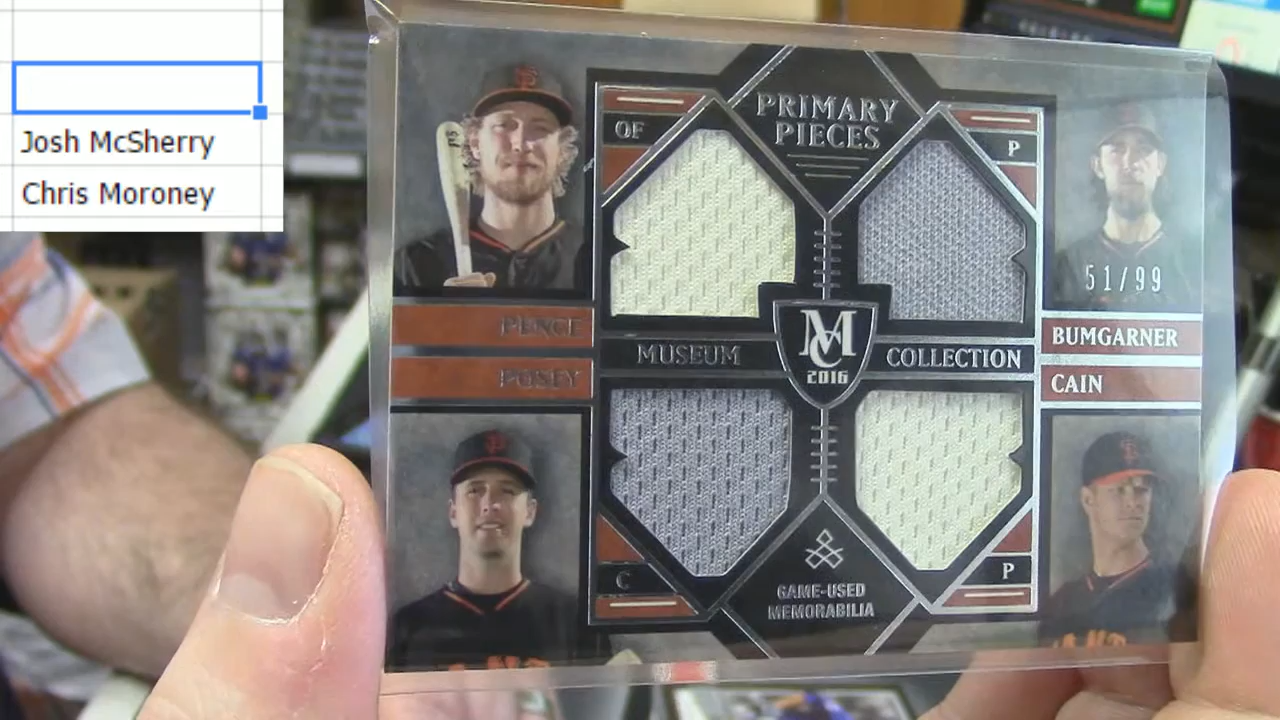 Josh McSherry
Chris Moroney
PRIMARY
PIECES
OF
P
51/99
PENCE
BUMGARNER
MUSEUM
MC
2016
COLLECTION
POSEY
CAIN
C
P
GAME-USED
MEMORABILIA